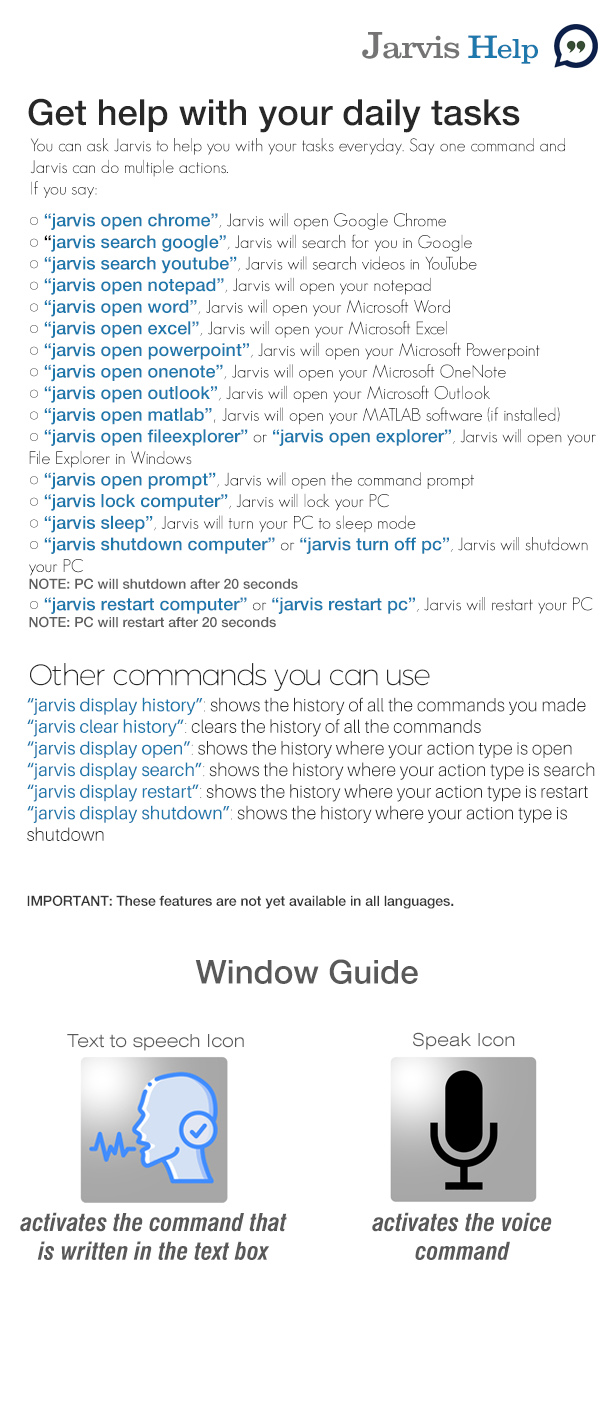 Jarvis Help
Get help with your daily tasks
You can ask Jarvis to help you with your tasks everyday. Say one command and
Jarvis can do multiple actions.
If you say:
○ “jarvis open chrome”, Jarvis will open Google Chrome
○ “jarvis search google”, Jarvis will search for you in Google
○ “jarvis search youtube”, Jarvis will search videos in YouTube
○ “jarvis open notepad”, Jarvis will open your notepad
○ “jarvis open word”, Jarvis will open your Microsoft Word
○ “jarvis open excel”, Jarvis will open your Microsoft Excel
○ “jarvis open powerpoint”, Jarvis will open your Microsoft Powerpoint
○ “jarvis open onenote”, Jarvis will open your Microsoft OneNote
○ “jarvis open outlook”, Jarvis will open your Microsoft Outlook
○ “jarvis open matlab”, Jarvis will open your MATLAB software (if installed)
○ “jarvis open fileexplorer” or “jarvis open explorer”, Jarvis will open your
File Explorer in Windows
○ “jarvis open prompt”, Jarvis will open the command prompt
○ “jarvis lock computer”, Jarvis will lock your PC
○ “jarvis sleep”, Jarvis will turn your PC to sleep mode
○ “jarvis shutdown computer” or “jarvis turn off pc”, Jarvis will shutdown
your PC
NOTE: PC will shutdown after 20 seconds
○ “jarvis restart computer” or “jarvis restart pc”, Jarvis will restart your PC
NOTE: PC will restart after 20 seconds
Other commands you can use
“jarvis display history”: shows the history of all the commands you made
“jarvis clear history”: clears the history of all the commands
“jarvis display open”: shows the history where your action type is open
“jarvis display search”: shows the history where your action type is search
“jarvis display restart”: shows the history where your action type is restart
“jarvis display shutdown”: shows the history where your action type is
shutdown
IMPORTANT: These features are not yet available in all languages.
Window Guide
Text to speech Icon
activates the command that
is written in the text box
Speak Icon
activates the voice
command